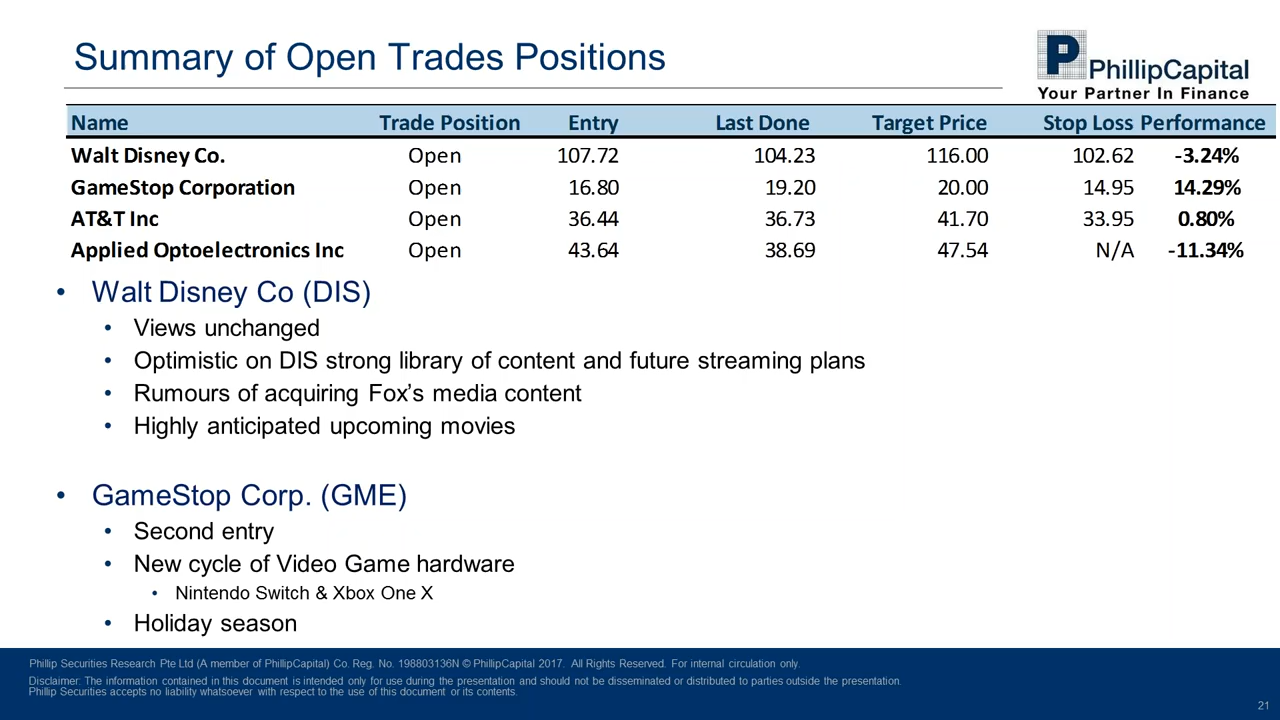 Summary of Open Trades Positions
P
PhillipCapital
Your Partner In Finance
Name Trade Position Entry Last Done Target Price Stop Loss Performance
Walt Disney Co. Open 107.72 104.23 116.00 102.62 -3.24%
GameStop Corporation Open 16.80 19.20 20.00 14.95 14.29%
AT&T Inc Open 36.44 36.73 41.70 33.95 0.80%
Applied Optoelectronics Inc Open 43.64 38.69 47.54 N/A -11.34%
• Walt Disney Co (DIS)
• Views unchanged
• Optimistic on DIS strong library of content and future streaming plans
• Rumours of acquiring Fox’s media content
• Highly anticipated upcoming movies
• GameStop Corp. (GME)
• Second entry
• New cycle of Video Game hardware
• Nintendo Switch & Xbox One X
• Holiday season
Phillip Securities Research Pte Ltd (A member of PhillipCapital) Co. Reg. No. 198803136N © PhillipCapital 2017. All Rights Reserved. For internal circulation only.
Disclaimer: The information contained in this document is intended only for use during the presentation and should not be disseminated or distributed to parties outside the presentation.
Phillip Securities accepts no liability whatsoever with respect to the use of this document or its contents.
21